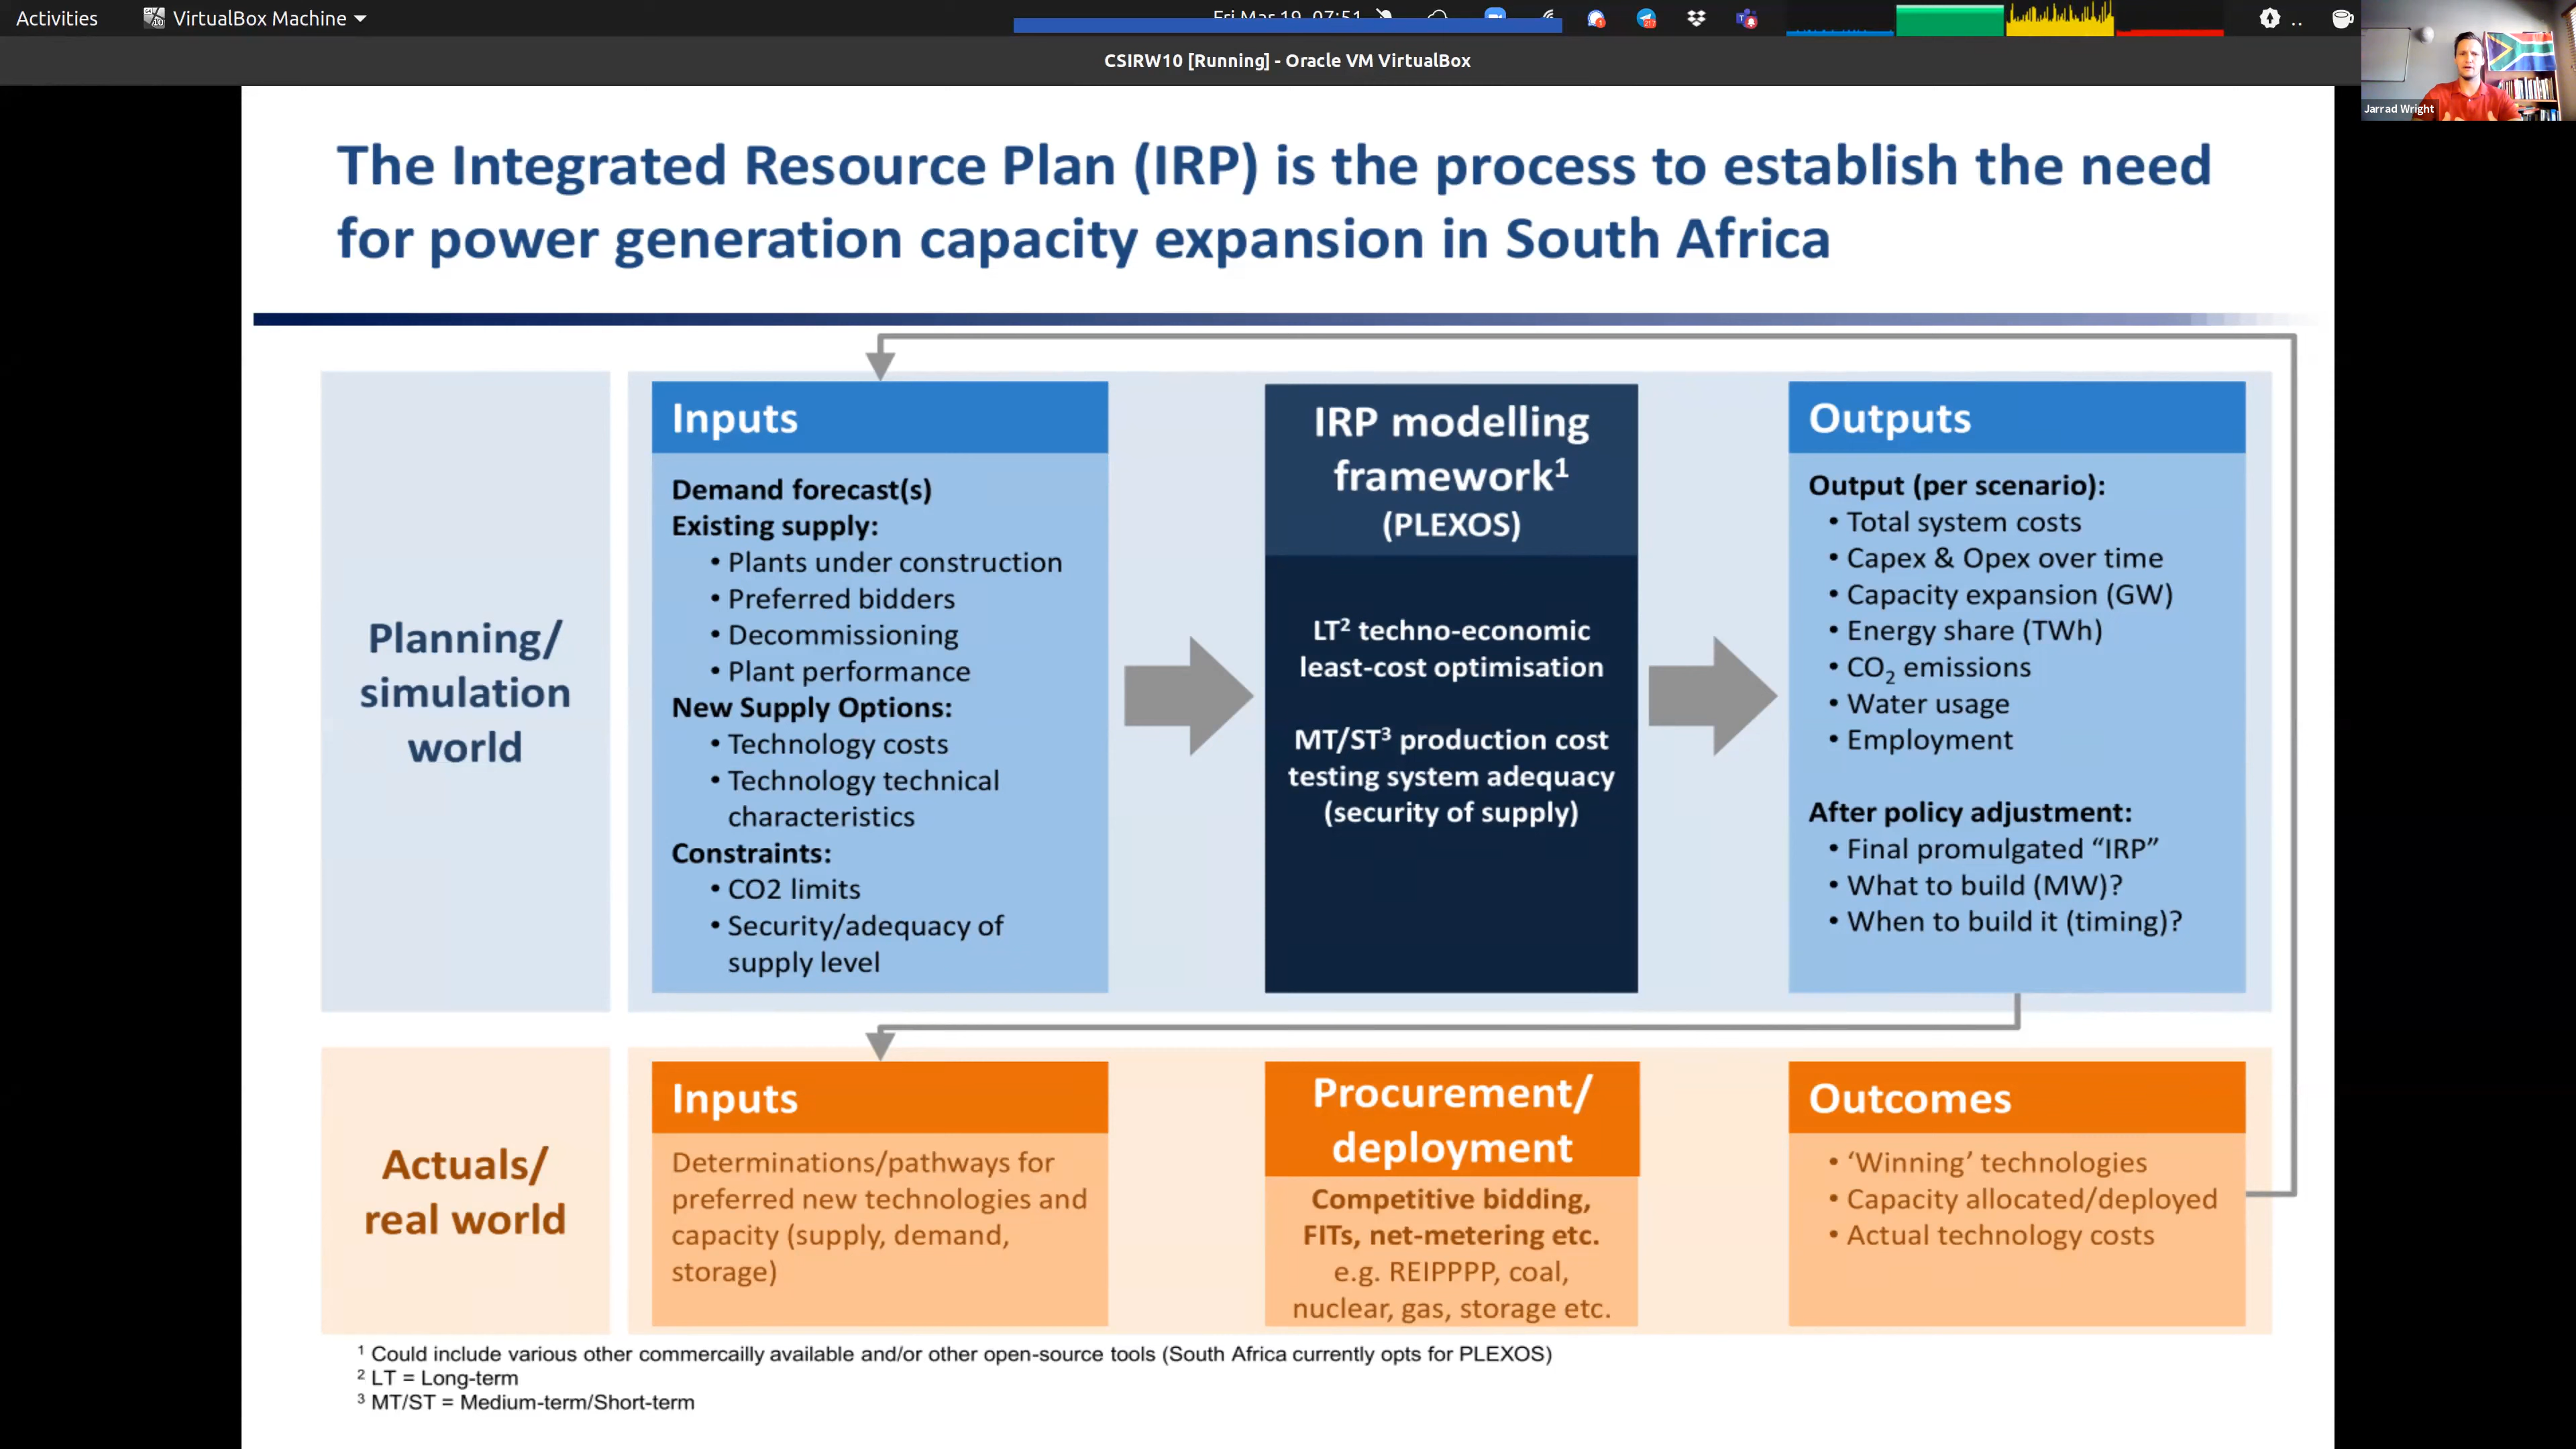 Activities
VirtualBox Machine
Fri Mar 19 07:51
CSIRW10 [Running] - Oracle VM VirtualBox
Jarrad Wright
The Integrated Resource Plan (IRP) is the process to establish the need
for power generation capacity expansion in South Africa
Planning/
simulation
world
Inputs
Demand forecast(s)
Existing supply:
• Plants under construction
• Preferred bidders
• Decommissioning
• Plant performance
New Supply Options:
• Technology costs
• Technology technical
characteristics
Constraints:
• CO2 limits
• Security/adequacy of
supply level
IRP modelling
framework¹
(PLEXOS)
LT² techno-economic
least-cost optimisation
MT/ST³ production cost
testing system adequacy
(security of supply)
Outputs
Output (per scenario):
• Total system costs
• Capex & Opex over time
• Capacity expansion (GW)
• Energy share (TWh)
• CO₂ emissions
• Water usage
• Employment
After policy adjustment:
• Final promulgated “IRP”
• What to build (MW)?
• When to build it (timing)?
Actuals/
real world
Inputs
Determinations/pathways for
preferred new technologies and
capacity (supply, demand,
storage)
Procurement/
deployment
Competitive bidding,
FITs, net-metering etc.
e.g. REIPPPP, coal,
nuclear, gas, storage etc.
Outcomes
• ‘Winning’ technologies
• Capacity allocated/deployed
• Actual technology costs
¹ Could include various other commercailly available and/or other open-source tools (South Africa currently opts for PLEXOS)
² LT = Long-term
³ MT/ST = Medium-term/Short-term